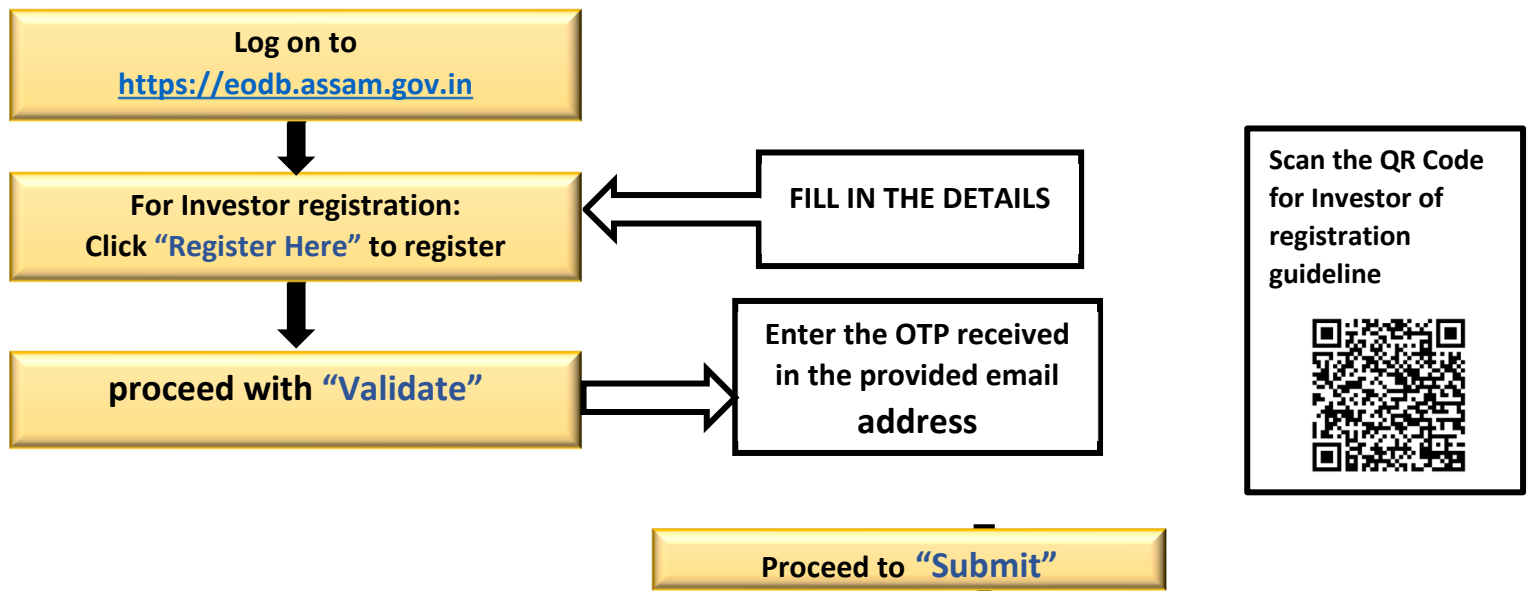 Log on to
https://eodb.assam.gov.in
For Investor registration:
Click “Register Here” to register
FILL IN THE DETAILS
proceed with “Validate”
Enter the OTP received
in the provided email
address
Proceed to “Submit”
Scan the QR Code
for Investor of
registration
guideline